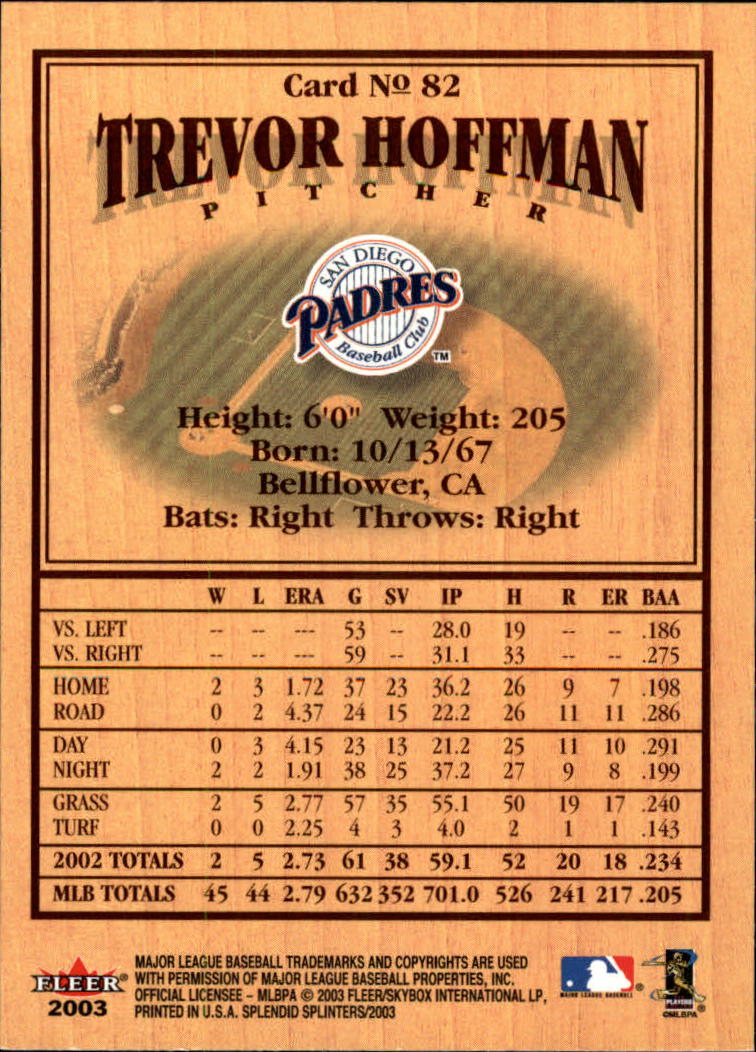 Card Nº 82
TREVOR HOFFMAN
PITCHER
SAN DIEGO
PADRES
Baseball Club
TM
Height: 6'0" Weight: 205
Born: 10/13/67
Bellflower, CA
Bats: Right Throws: Right
W L ERA G SV IP H R ER BAA
VS. LEFT -- -- --- 53 -- 28.0 19 -- -- .186
VS. RIGHT -- -- --- 59 -- 31.1 33 -- -- .275
HOME 2 3 1.72 37 23 36.2 26 9 7 .198
ROAD 0 2 4.37 24 15 22.2 26 11 11 .286
DAY 0 3 4.15 23 13 21.2 25 11 10 .291
NIGHT 2 2 1.91 38 25 37.2 27 9 8 .199
GRASS 2 5 2.77 57 35 55.1 50 19 17 .240
TURF 0 0 2.25 4 3 4.0 2 1 1 .143
2002 TOTALS 2 5 2.73 61 38 59.1 52 20 18 .234
MLB TOTALS 45 44 2.79 632 352 701.0 526 241 217 .205
FLEER®
2003
MAJOR LEAGUE BASEBALL TRADEMARKS AND COPYRIGHTS ARE USED
WITH PERMISSION OF MAJOR LEAGUE BASEBALL PROPERTIES, INC.
OFFICIAL LICENSEE – MLBPA © 2003 FLEER/SKYBOX INTERNATIONAL LP,
PRINTED IN U.S.A. SPLENDID SPLINTERS/2003
MAJOR LEAGUE BASEBALL ®
PLAYERS ®
©MLBPA